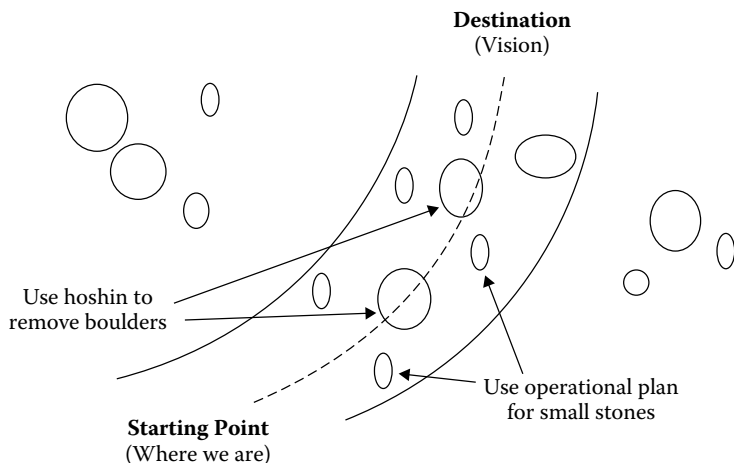 Destination
(Vision)
Use hoshin to
remove boulders
Use operational plan
for small stones
Starting Point
(Where we are)